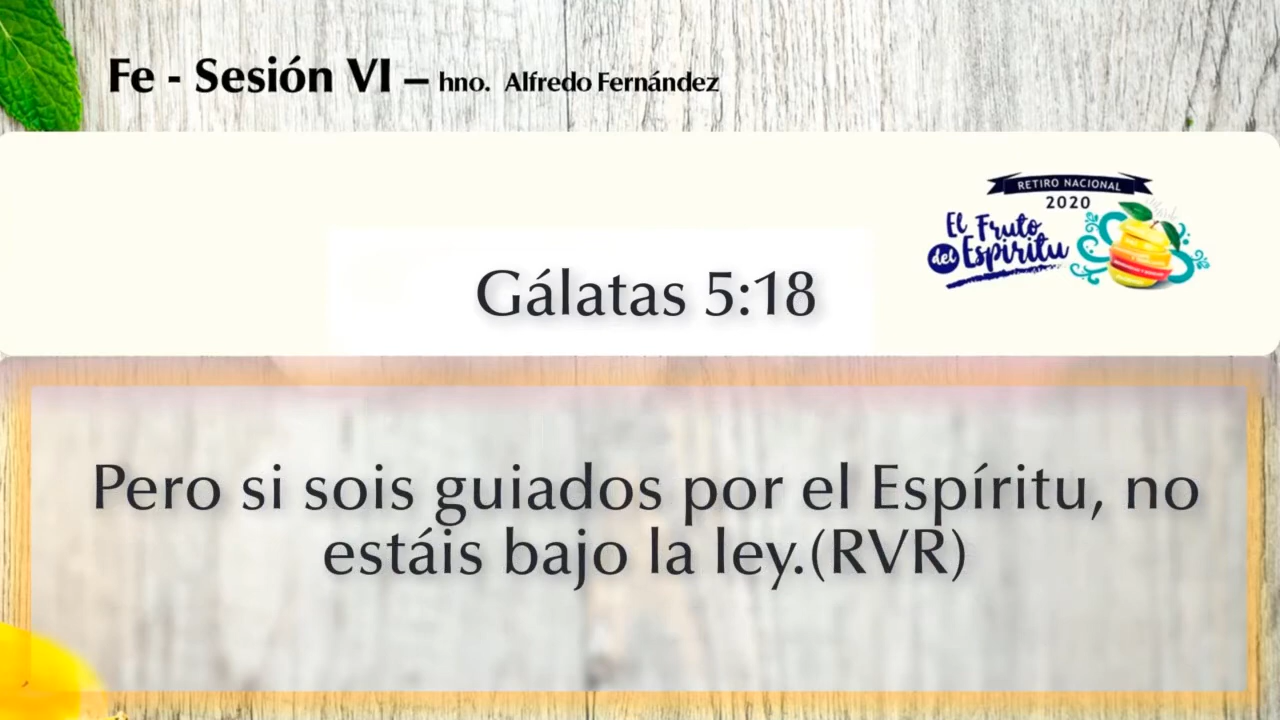 Fe - Sesión VI – hno. Alfredo Fernández
RETIRO NACIONAL
2020
El Fruto
del Espíritu
Gálatas 5:18
Pero si sois guiados por el Espíritu, no
estáis bajo la ley.(RVR)